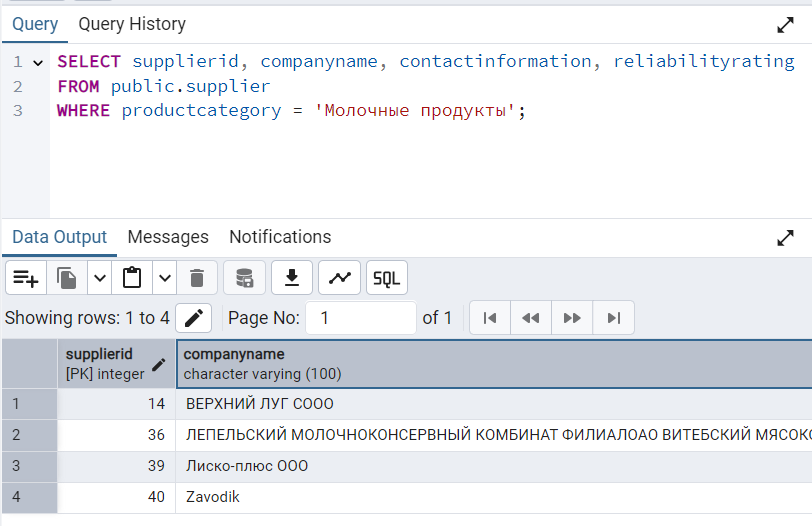 Query Query History
1 SELECT supplierid, companyname, contactinformation, reliabilityrating
2 FROM public.supplier
3 WHERE productcategory = 'Молочные продукты';
Data Output Messages Notifications
SQL
Showing rows: 1 to 4 Page No: 1 of 1
supplierid companyname
[PK] integer character varying (100)
1 14 ВЕРХНИЙ ЛУГ СООО
2 36 ЛЕПЕЛЬСКИЙ МОЛОЧНОКОНСЕРВНЫЙ КОМБИНАТ ФИЛИАЛОАО ВИТЕБСКИЙ МЯСОК
3 39 Лиско-плюс ООО
4 40 Zavodik